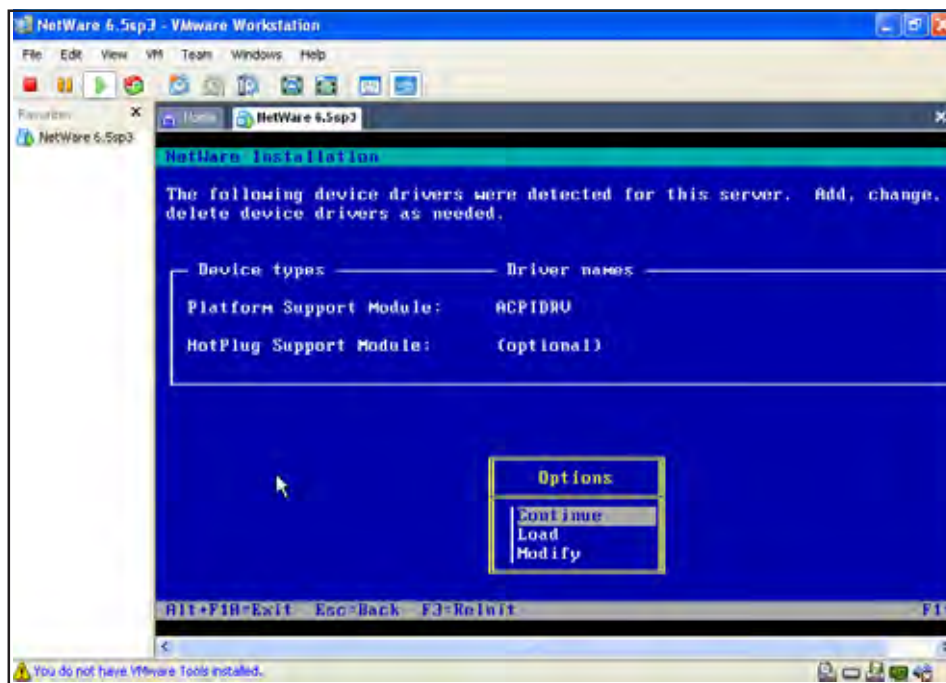 NetWare 6.5sp3 - VMware Workstation
File Edit View VM Team Windows Help
Favorites
Home NetWare 6.5sp3
NetWare 6.5sp3
NetWare Installation
The following device drivers were detected for this server. Add, change,
delete device drivers as needed.
Device types Driver names
Platform Support Module: ACPIDRV
HotPlug Support Module: (optional)
Options
Continue
Load
Modify
Alt+F10=Exit Esc=Back F3=ReInit F1
You do not have VMware Tools installed.